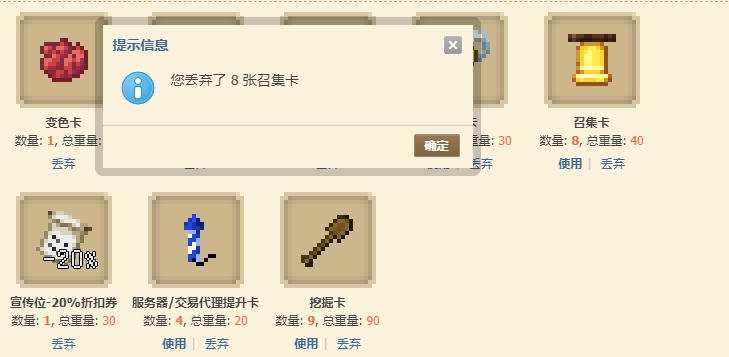 提示信息
您丢弃了 8 张召集卡
确定
变色卡
卡
召集卡
数量: 1, 总重量:
30
数量: 8, 总重量: 40
丢弃
丢弃
使用 | 丢弃
-20%
宣传位-20%折扣券
服务器/交易代理提升卡
挖掘卡
数量: 1, 总重量: 30
数量: 4, 总重量: 20
数量: 9, 总重量: 90
丢弃
使用 | 丢弃
使用 | 丢弃